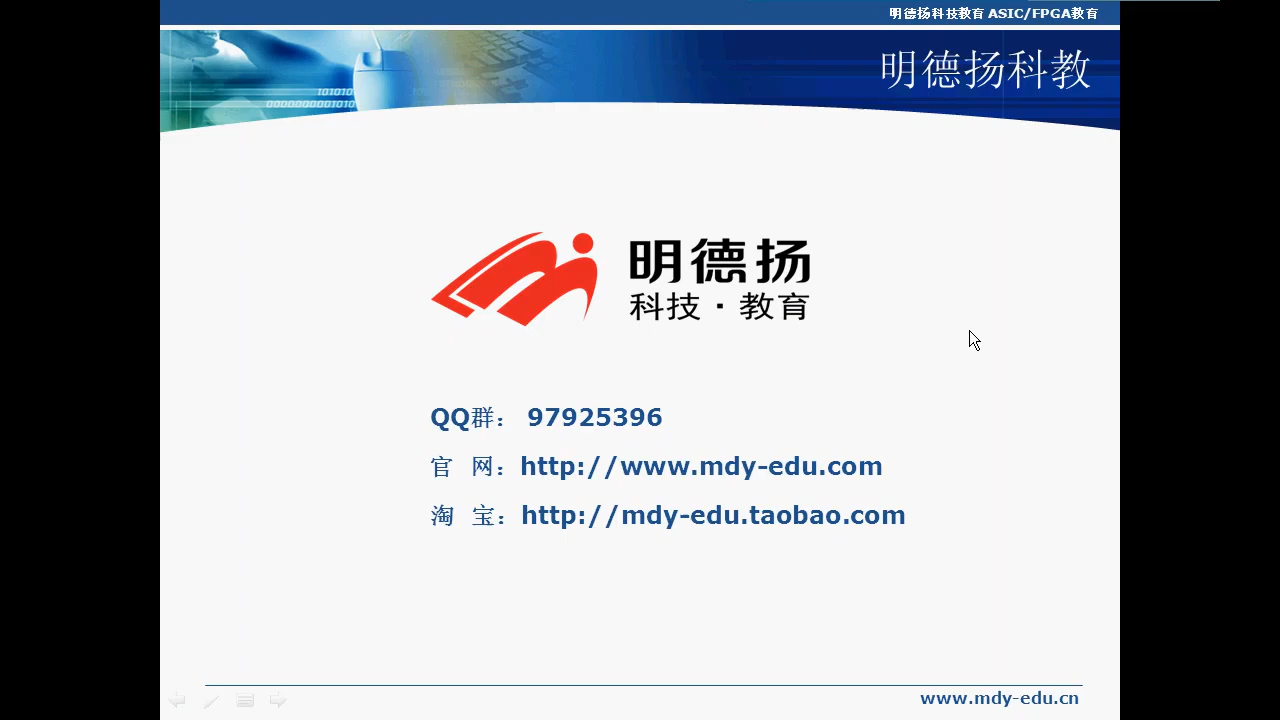 明德扬科技教育 ASIC/FPGA教育
明德扬科教
101010
0000000001010
明德扬
科技·教育
QQ群： 97925396
官 网：http://www.mdy-edu.com
淘 宝：http://mdy-edu.taobao.com
www.mdy-edu.cn